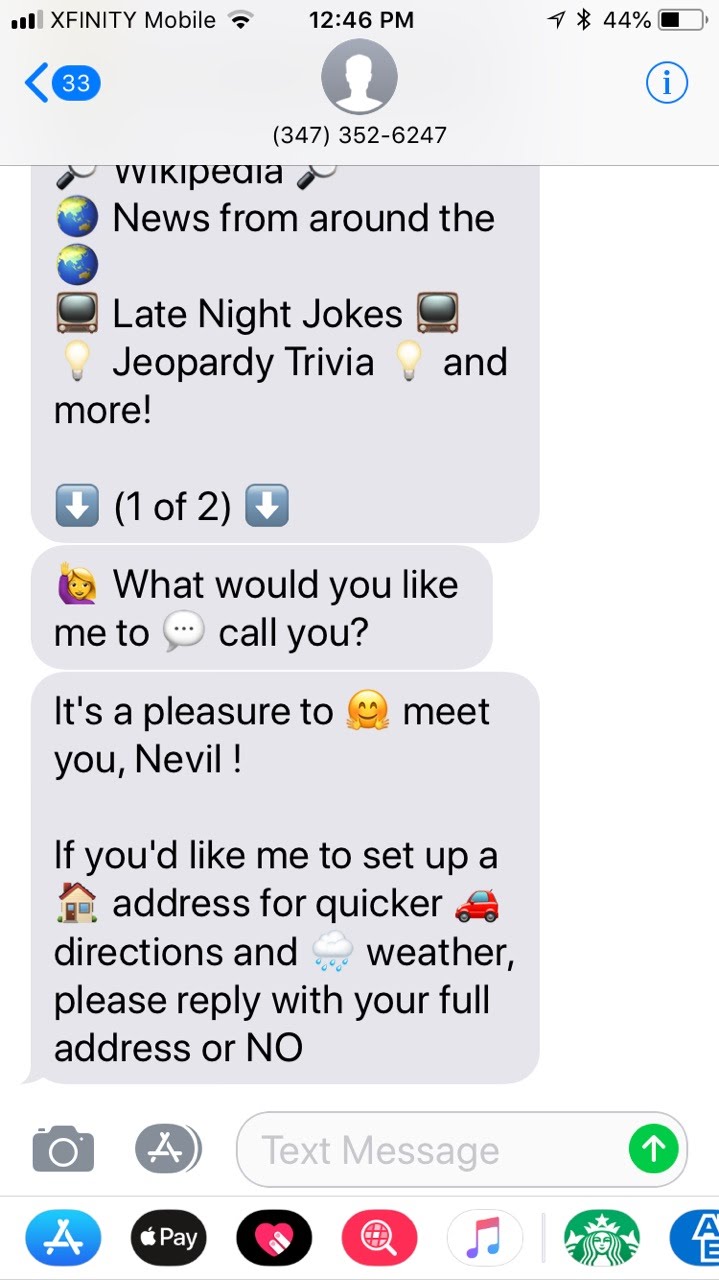 XFINITY Mobile 12:46 PM 44%
33
(347) 352-6247
🔎 Wikipedia 🔎
🌏 News from around the
🌏
📺 Late Night Jokes 📺
💡 Jeopardy Trivia 💡 and
more!
⬇️ (1 of 2) ⬇️
🙋‍♀️ What would you like
me to 💬 call you?
It's a pleasure to 🤗 meet
you, Nevil !
If you'd like me to set up a
🏠 address for quicker 🚗
directions and 🌧 weather,
please reply with your full
address or NO
Text Message
Pay